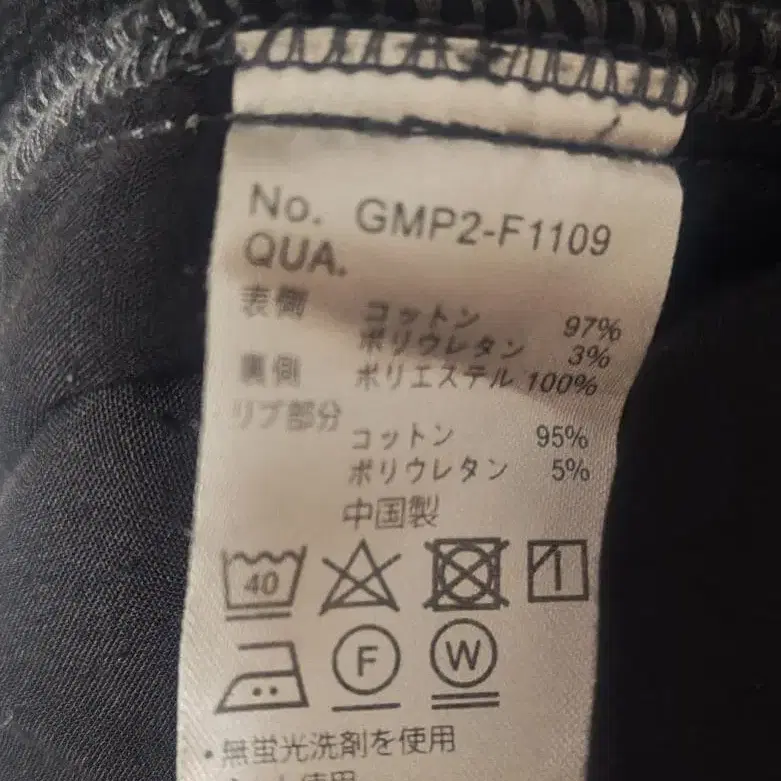 No. GMP2-F1109
QUA.
表側 コットン 97%
ポリウレタン 3%
裏側 ポリエステル 100%
リブ部分
コットン 95%
ポリウレタン 5%
中国製
40
F W
・無蛍光洗剤を使用